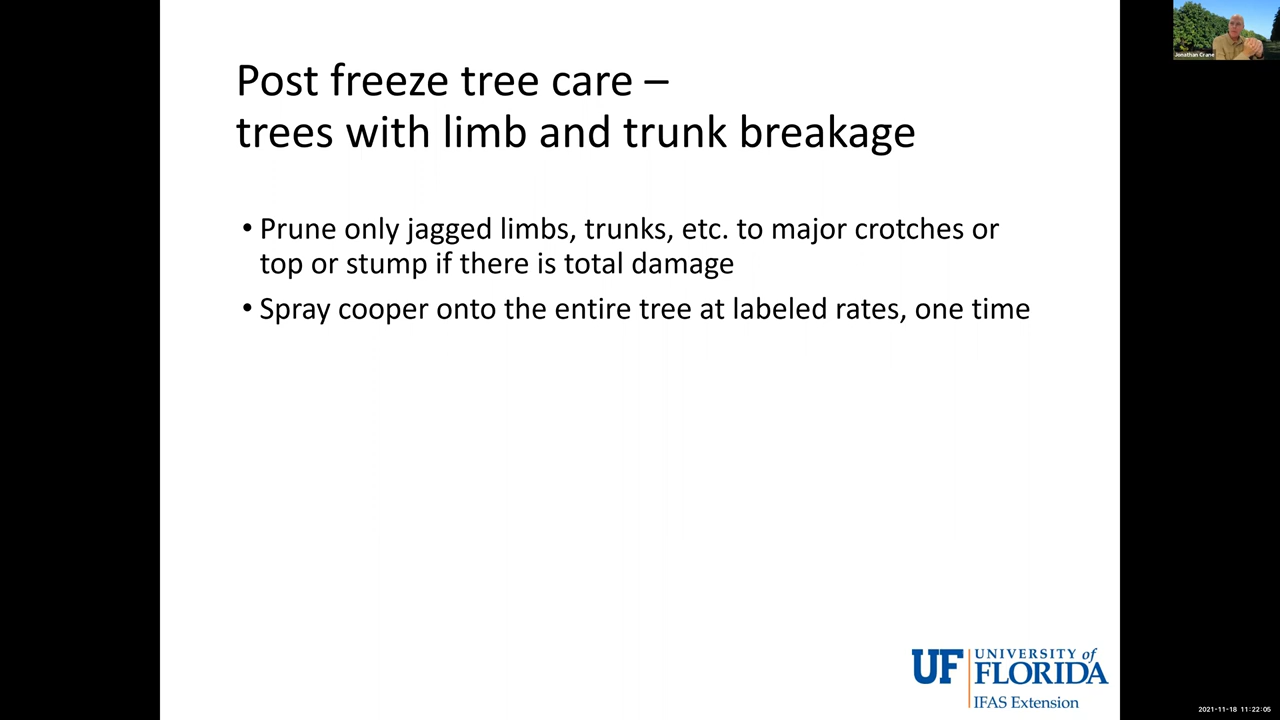 Post freeze tree care –
trees with limb and trunk breakage
• Prune only jagged limbs, trunks, etc. to major crotches or
top or stump if there is total damage
• Spray cooper onto the entire tree at labeled rates, one time
Jonathan Crane
UF UNIVERSITY of
FLORIDA
IFAS Extension
2021-11-18 11:22:05